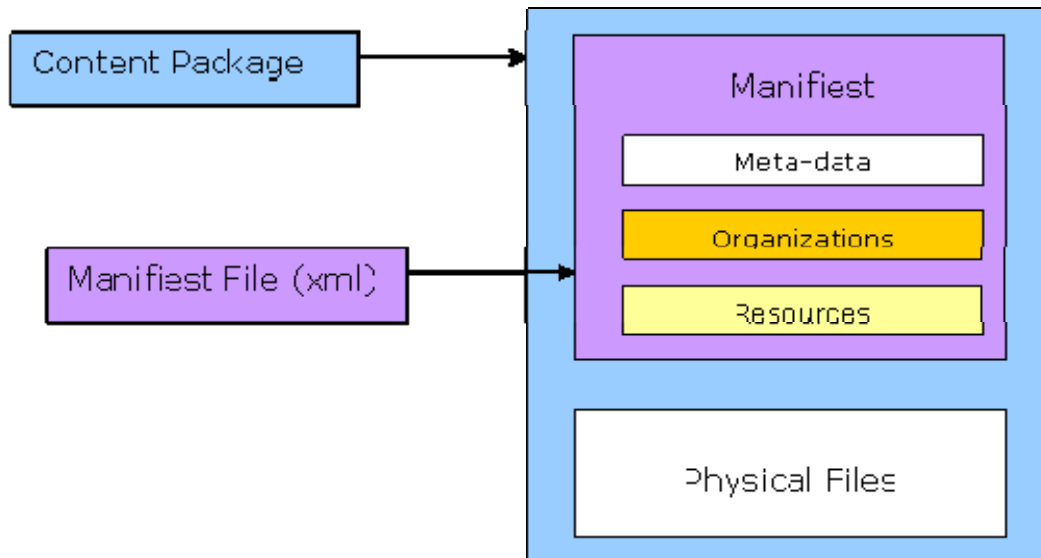 Content Package
Manifiest
Meta-data
Organizations
Manifiest File (xml)
Resources
Physical Files